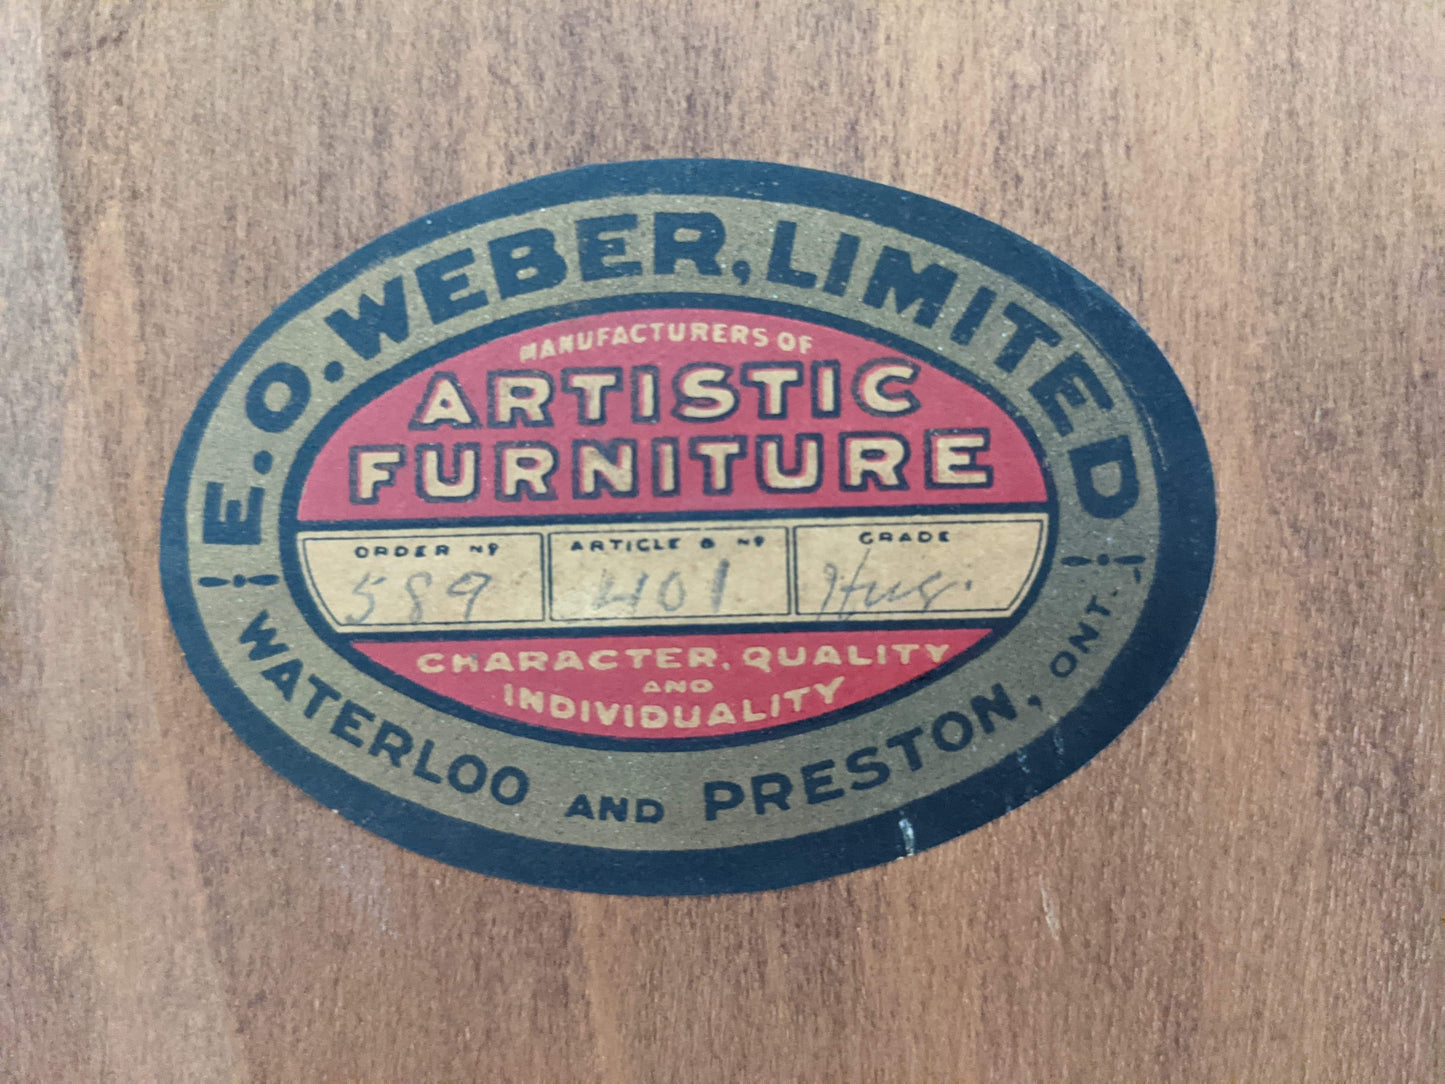 E. O. WEBER, LIMITED
MANUFACTURERS OF
ARTISTIC
FURNITURE
ORDER Nº
ARTICLE & Nº
GRADE
589
401
CHARACTER, QUALITY
AND
INDIVIDUALITY
WATERLOO AND PRESTON, ONT.